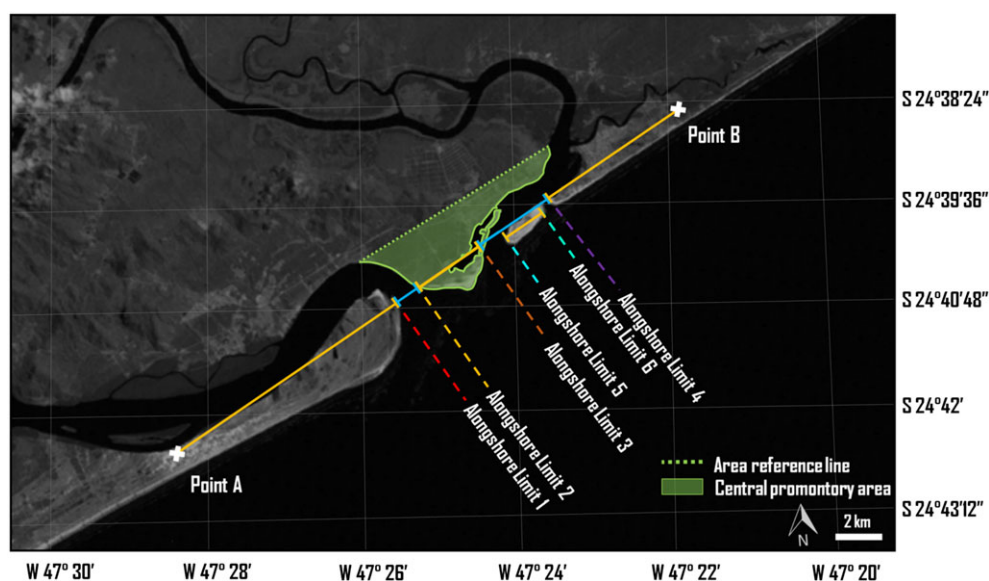 S 24°38'24"
Point B
S 24°39'36"
S 24°40'48"
Alongshore Limit 4
Alongshore Limit 6
Alongshore Limit 5
Alongshore Limit 3
Alongshore Limit 2
Alongshore Limit 1
S 24°42'
Point A
Area reference line
Central promontory area
S 24°43'12"
N
2 km
W 47° 30'
W 47° 28'
W 47° 26'
W 47° 24'
W 47° 22'
W 47° 20'